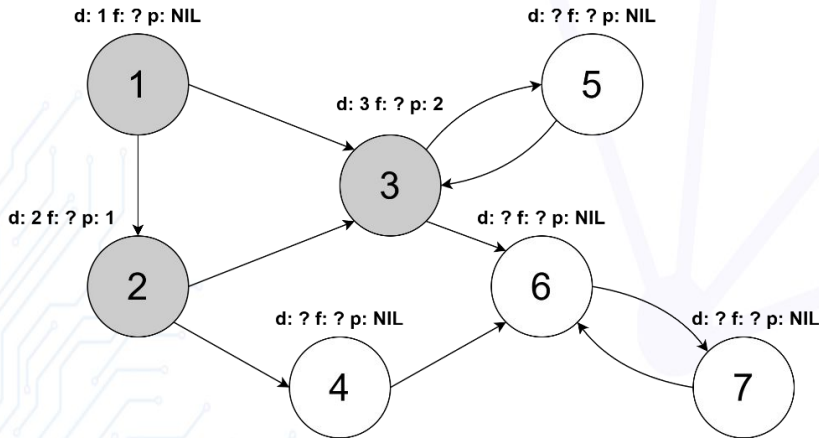 d: 1 f: ? p: NIL
d: ? f: ? p: NIL
1
5
d: 3 f: ? p: 2
3
d: 2 f: ? p: 1
d: ? f: ? p: NIL
2
6
d: ? f: ? p: NIL
d: ? f: ? p: NIL
4
7